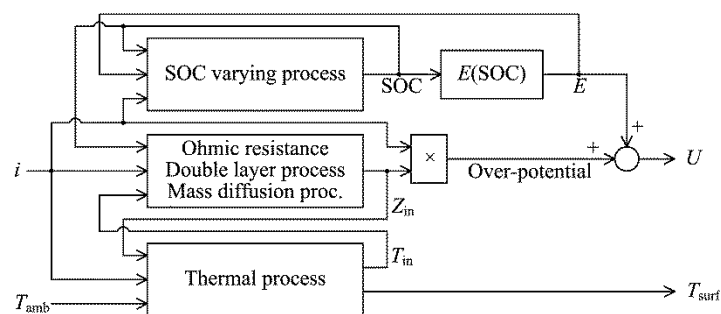 SOC varying process
SOC
E(SOC)
E
+
i
Ohmic resistance
Double layer process
Mass diffusion proc.
×
Over-potential
+
U
Zin
Tin
Thermal process
Tamb
Tsurf